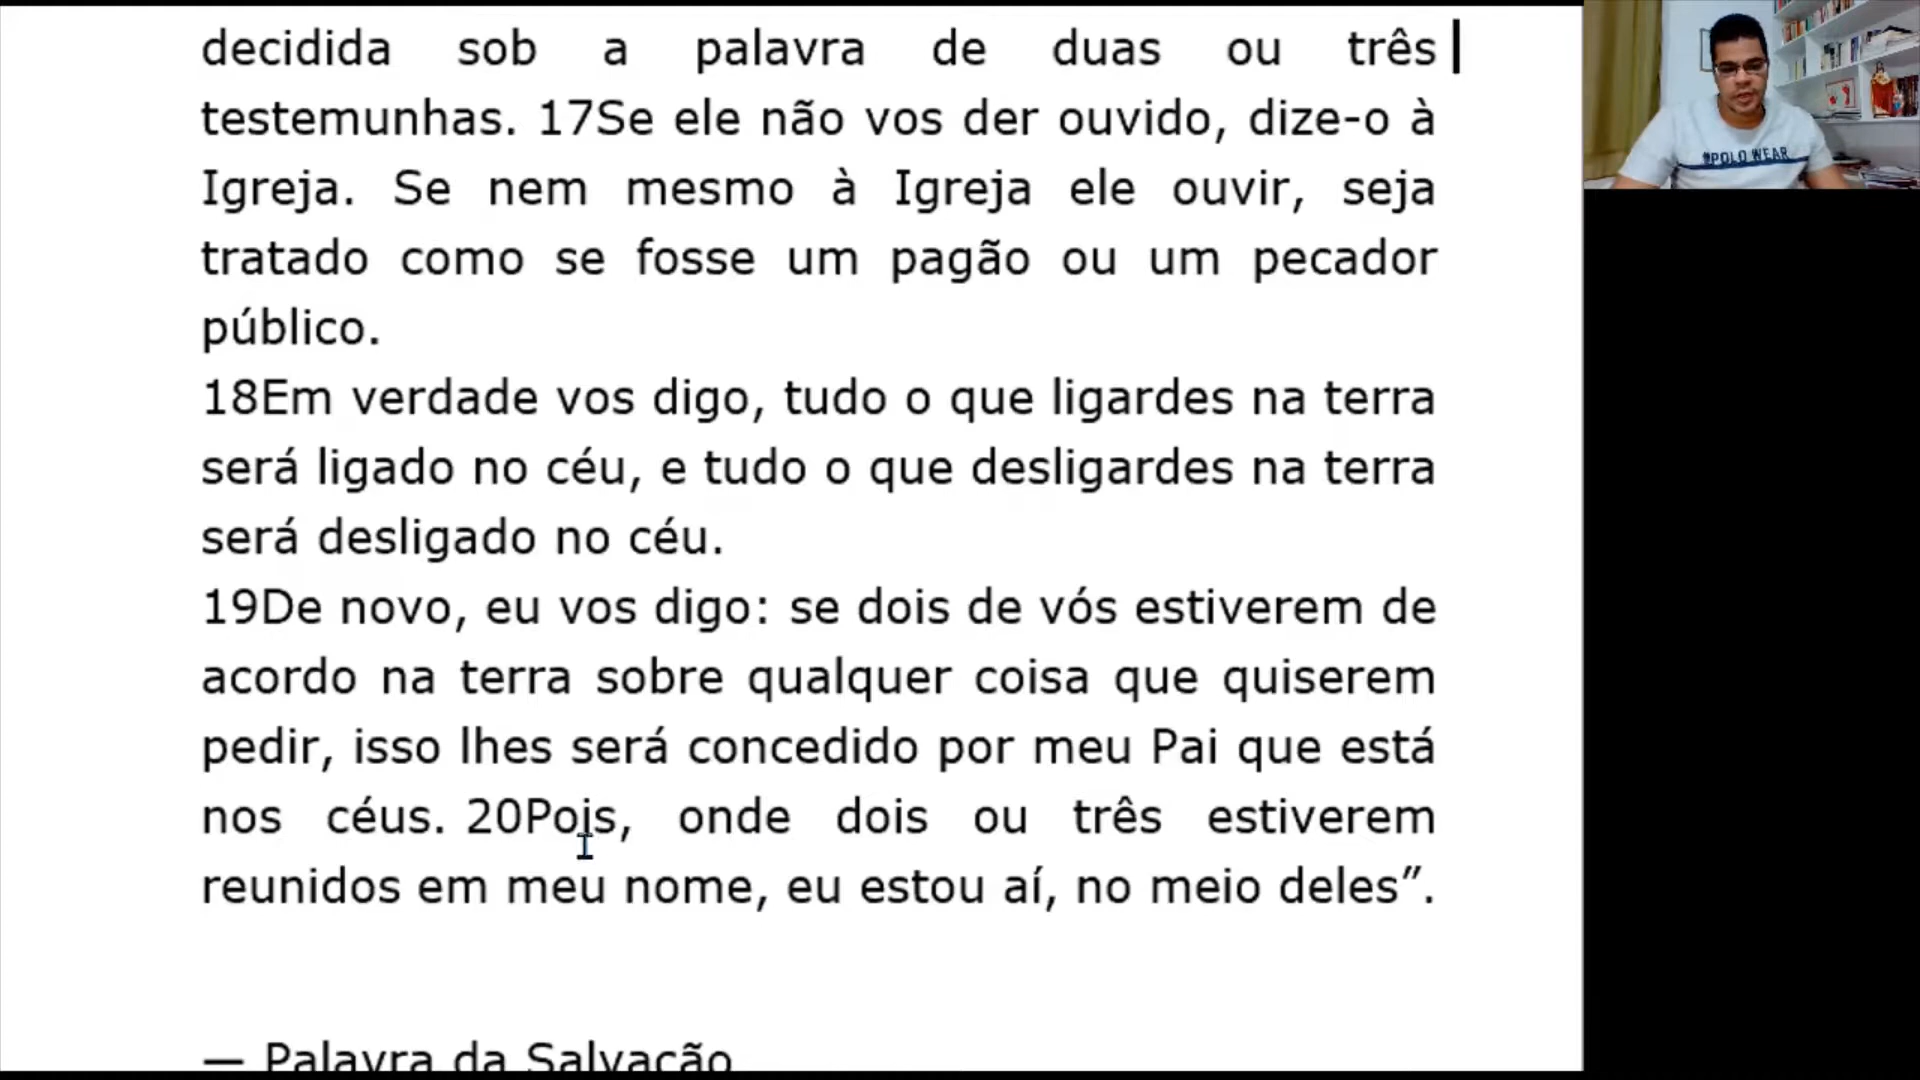 decidida sob a palavra de duas ou três
testemunhas. 17Se ele não vos der ouvido, dize-o à
Igreja. Se nem mesmo à Igreja ele ouvir, seja
tratado como se fosse um pagão ou um pecador
público.
18Em verdade vos digo, tudo o que ligardes na terra
será ligado no céu, e tudo o que desligardes na terra
será desligado no céu.
19De novo, eu vos digo: se dois de vós estiverem de
acordo na terra sobre qualquer coisa que quiserem
pedir, isso lhes será concedido por meu Pai que está
nos céus. 20Pois, onde dois ou três estiverem
reunidos em meu nome, eu estou aí, no meio deles”.
— Palavra da Salvação
POLO WEAR